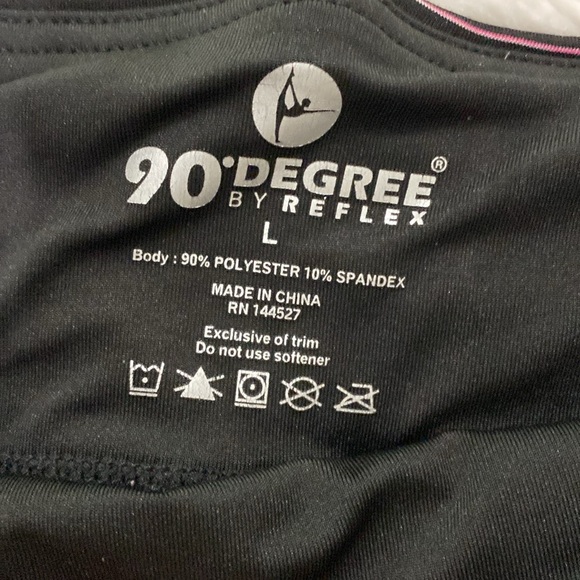 90°DEGREE®
BY REFLEX
L
Body : 90% POLYESTER 10% SPANDEX
MADE IN CHINA
RN 144527
Exclusive of trim
Do not use softener